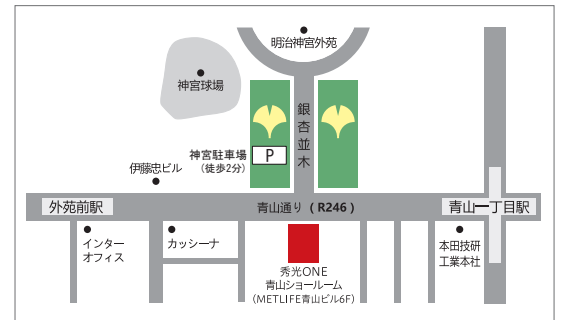 明治神宮外苑
神宮球場
銀杏並木
神宮駐車場
(徒歩2分)
P
伊藤忠ビル
外苑前駅
青山通り(R246)
青山一丁目駅
インター
オフィス
カッシーナ
本田技研
工業本社
秀光ONE
青山ショールーム
(METLIFE青山ビル6F)